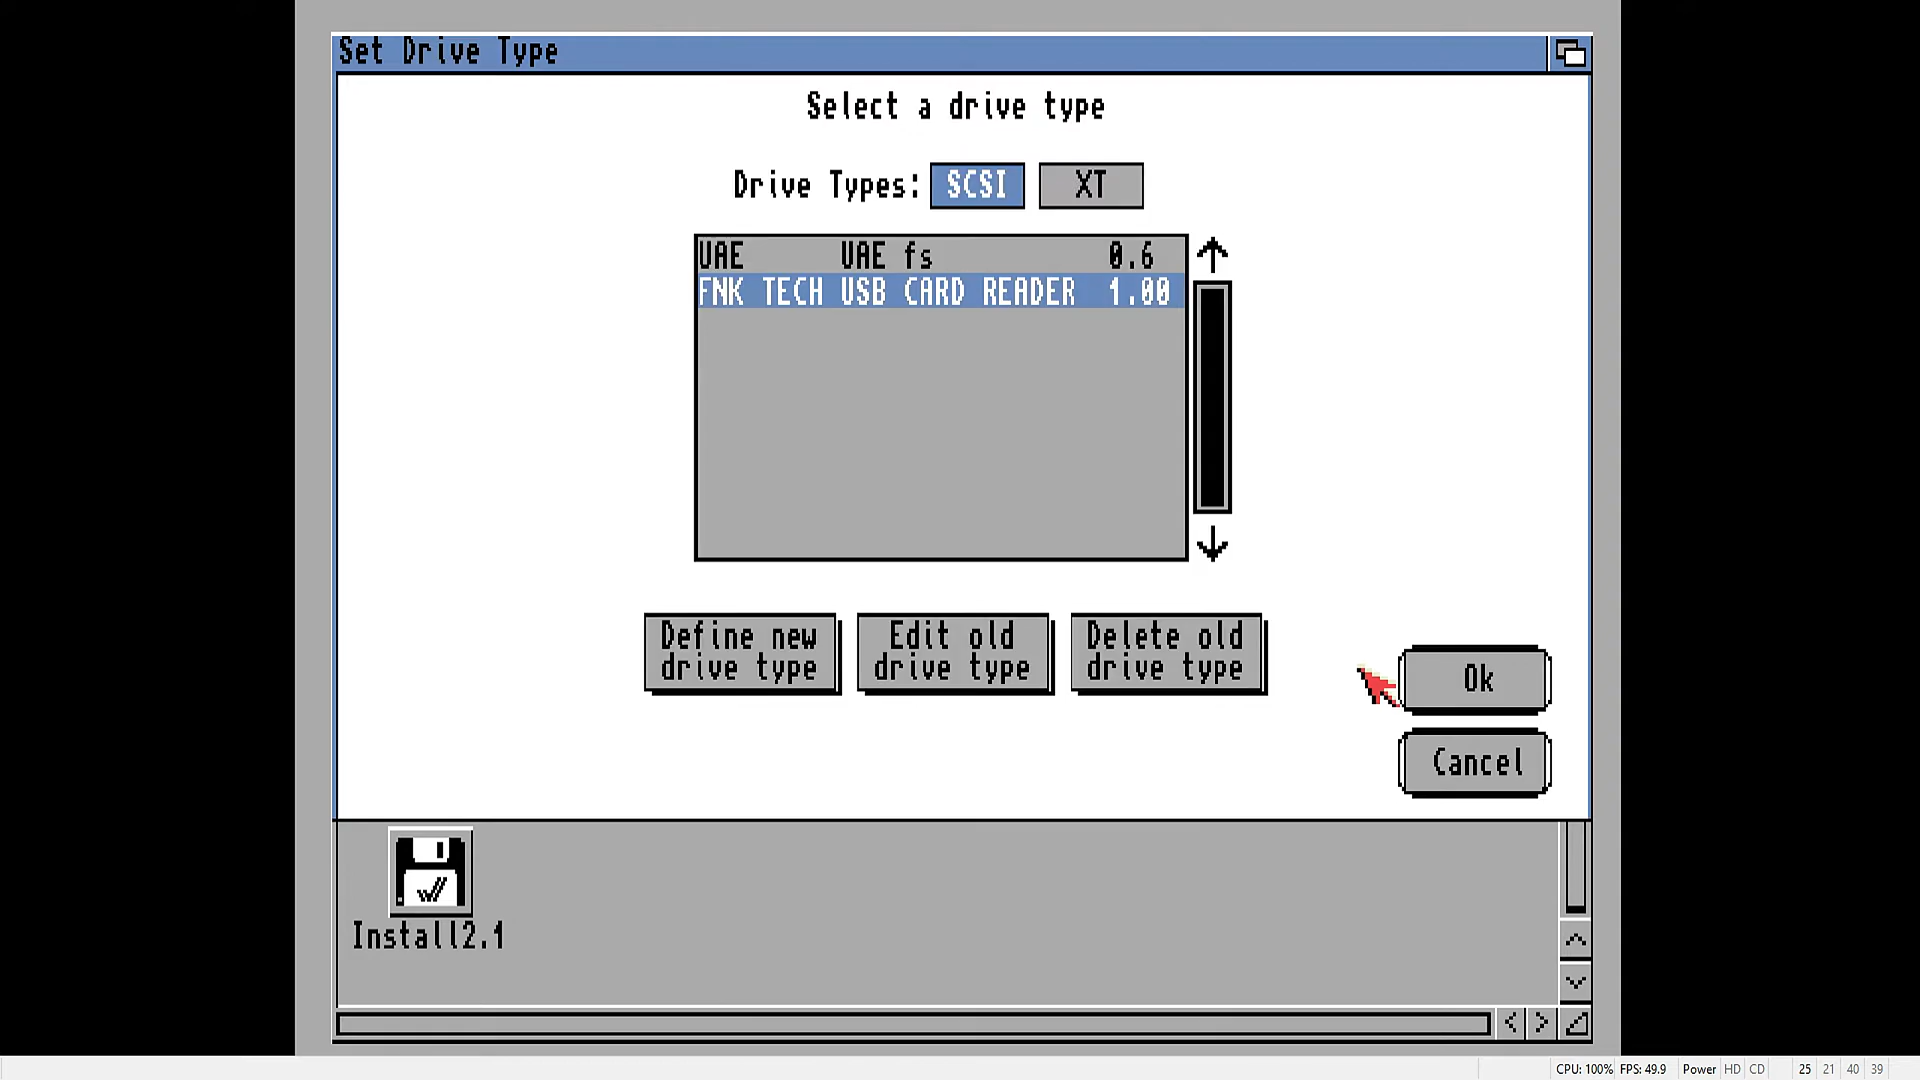 Set Drive Type
Select a drive type
Drive Types: SCSI XT
UAE UAE fs 0.6
FNK TECH USB CARD READER 1.00
Define new drive type
Edit old drive type
Delete old drive type
Ok
Cancel
Install2.1
CPU: 100% FPS: 49.9 Power HD CD 25 21 40 39